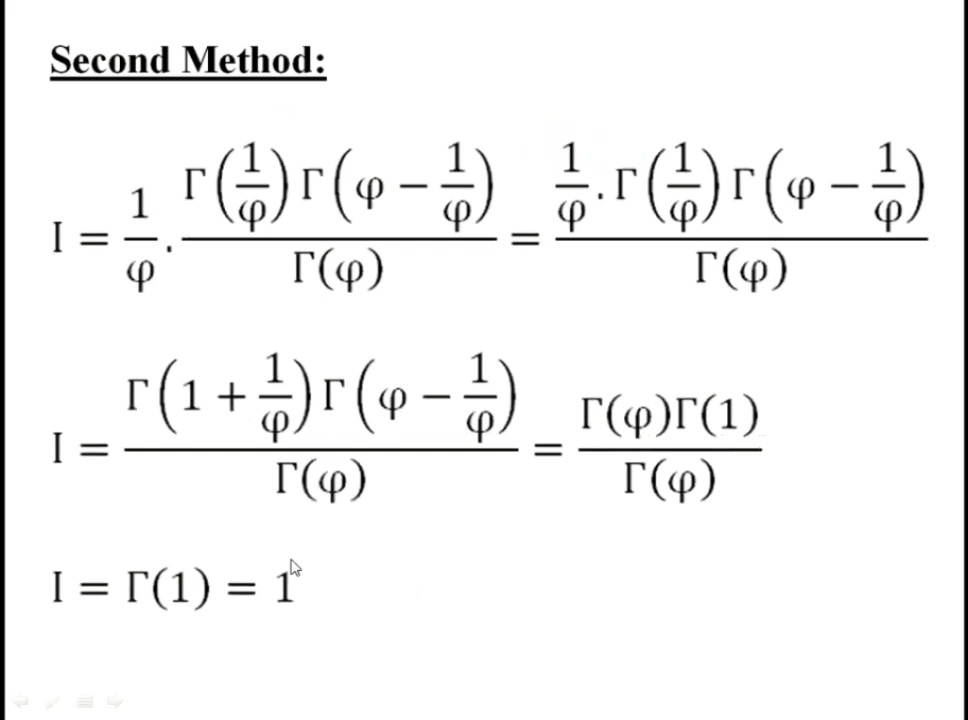 Second Method:
I = 1/φ . Γ(1/φ) Γ(φ − 1/φ) / Γ(φ) = 1/φ . Γ(1/φ) Γ(φ − 1/φ) / Γ(φ)
I = Γ(1 + 1/φ) Γ(φ − 1/φ) / Γ(φ) = Γ(φ)Γ(1) / Γ(φ)
I = Γ(1) = 1